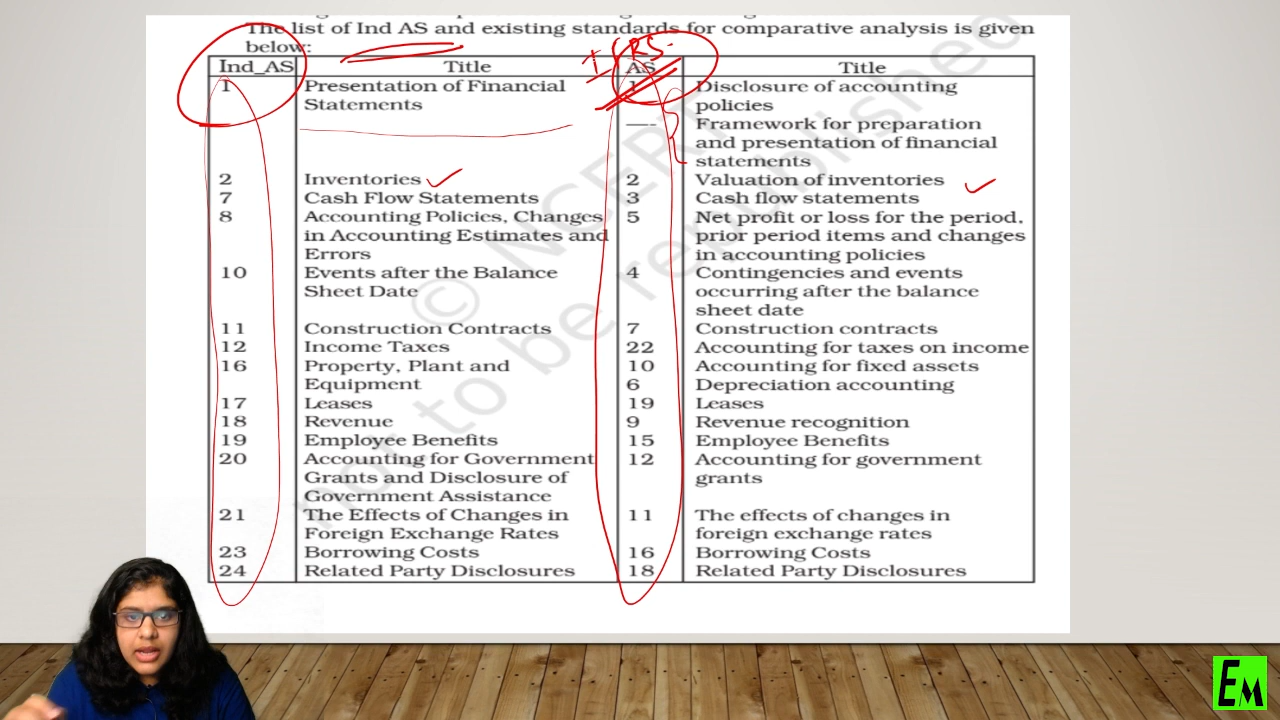 The list of Ind AS and existing standards for comparative analysis is given
below:
IFRS.
Ind_AS Title AS Title
1 Presentation of Financial 1 Disclosure of accounting
Statements policies
—- Framework for preparation
and presentation of financial
statements
2 Inventories 2 Valuation of inventories
7 Cash Flow Statements 3 Cash flow statements
8 Accounting Policies, Changes 5 Net profit or loss for the period,
in Accounting Estimates and prior period items and changes
Errors in accounting policies
10 Events after the Balance 4 Contingencies and events
Sheet Date occurring after the balance
sheet date
11 Construction Contracts 7 Construction contracts
12 Income Taxes 22 Accounting for taxes on income
16 Property, Plant and 10 Accounting for fixed assets
Equipment 6 Depreciation accounting
17 Leases 19 Leases
18 Revenue 9 Revenue recognition
19 Employee Benefits 15 Employee Benefits
20 Accounting for Government 12 Accounting for government
Grants and Disclosure of grants
Government Assistance
21 The Effects of Changes in 11 The effects of changes in
Foreign Exchange Rates foreign exchange rates
23 Borrowing Costs 16 Borrowing Costs
24 Related Party Disclosures 18 Related Party Disclosures
© NCERT
not to be republished
EM